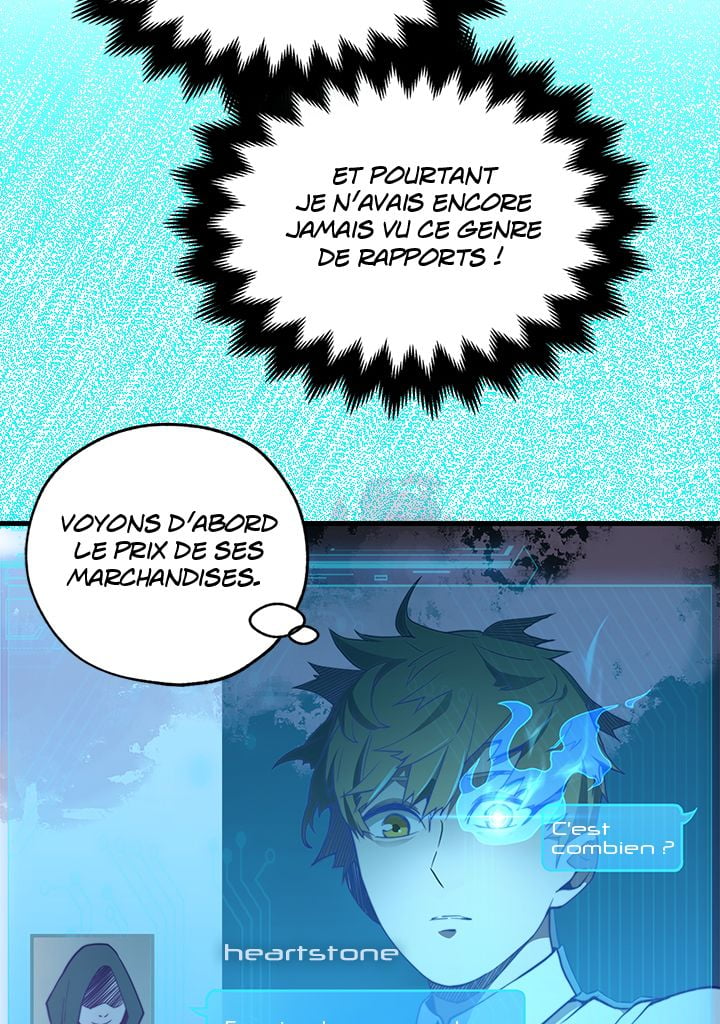 ET POURTANT
JE N'AVAIS ENCORE
JAMAIS VU CE GENRE
DE RAPPORTS !
VOYONS D'ABORD
LE PRIX DE SES
MARCHANDISES.
C'est
combien ?
heartstone